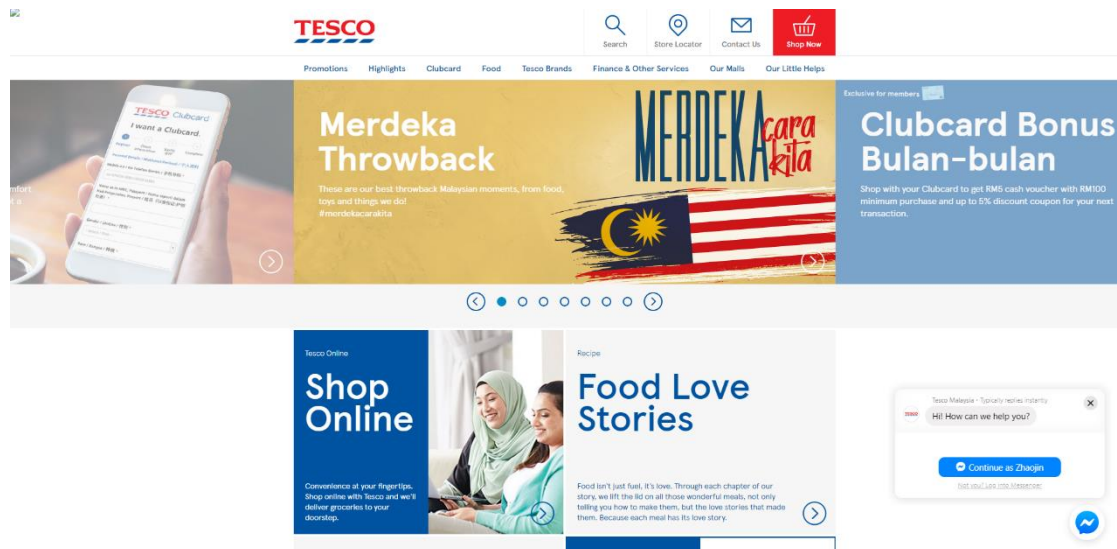 TESCO
Search
Store Locator
Contact Us
Shop Now
Promotions
Highlights
Clubcard
Food
Tesco Brands
Finance & Other Services
Our Malls
Our Little Helps
TESCO Clubcard
I want a Clubcard
Merdeka
Throwback
These are our best throwback Malaysian moments, from food,
toys and things we do!
#merdekacarakita
MERDEKA
cara
kita
Exclusive for members
Clubcard Bonus
Bulan-bulan
Shop with your Clubcard to get RM5 cash voucher with RM100
minimum purchase and up to 5% discount coupon for your next
transaction.
Tesco Online
Shop
Online
Convenience at your fingertips.
Shop online with Tesco and we'll
deliver groceries to your
doorstep.
Recipe
Food Love
Stories
Food isn't just fuel, it's love. Through each chapter of our
story, we lift the lid on all those wonderful meals, not only
telling you how to make them, but the love stories that made
them. Because each meal has its love story.
Tesco Malaysia - Typically replies instantly
TESCO
Hi! How can we help you?
Continue as Zhaojin
Not you? Log into Messenger